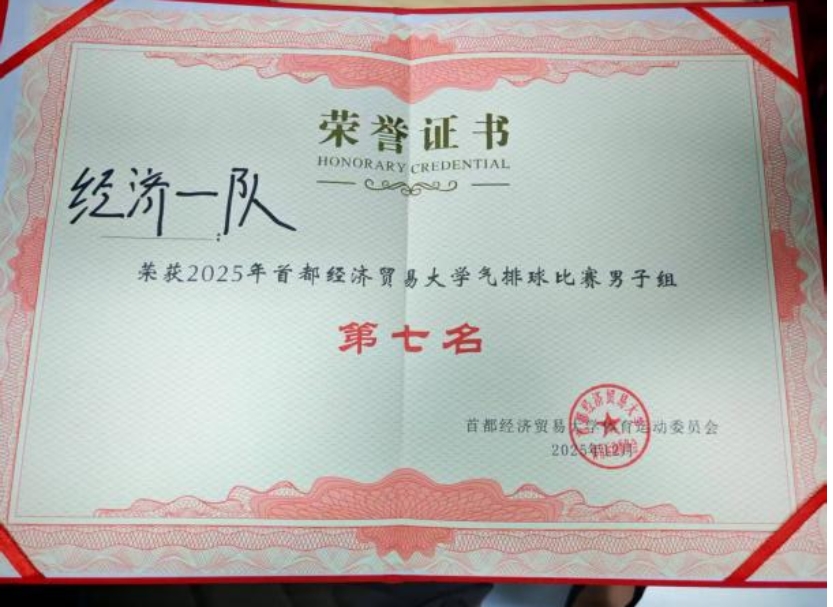 荣誉证书
HONORARY CREDENTIAL
经济一队
:
荣获2025年首都经济贸易大学气排球比赛男子组
第七名
首都经济贸易大学体育运动委员会
2025年12月